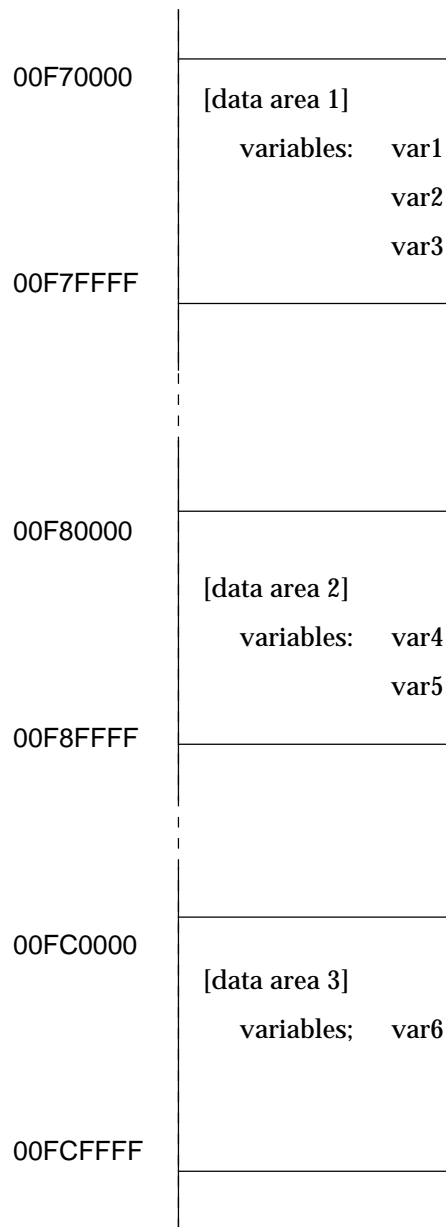 00F70000
[data area 1]
variables: var1
var2
var3
00F7FFFF
00F80000
[data area 2]
variables: var4
var5
00F8FFFF
00FC0000
[data area 3]
variables; var6
00FCFFFF